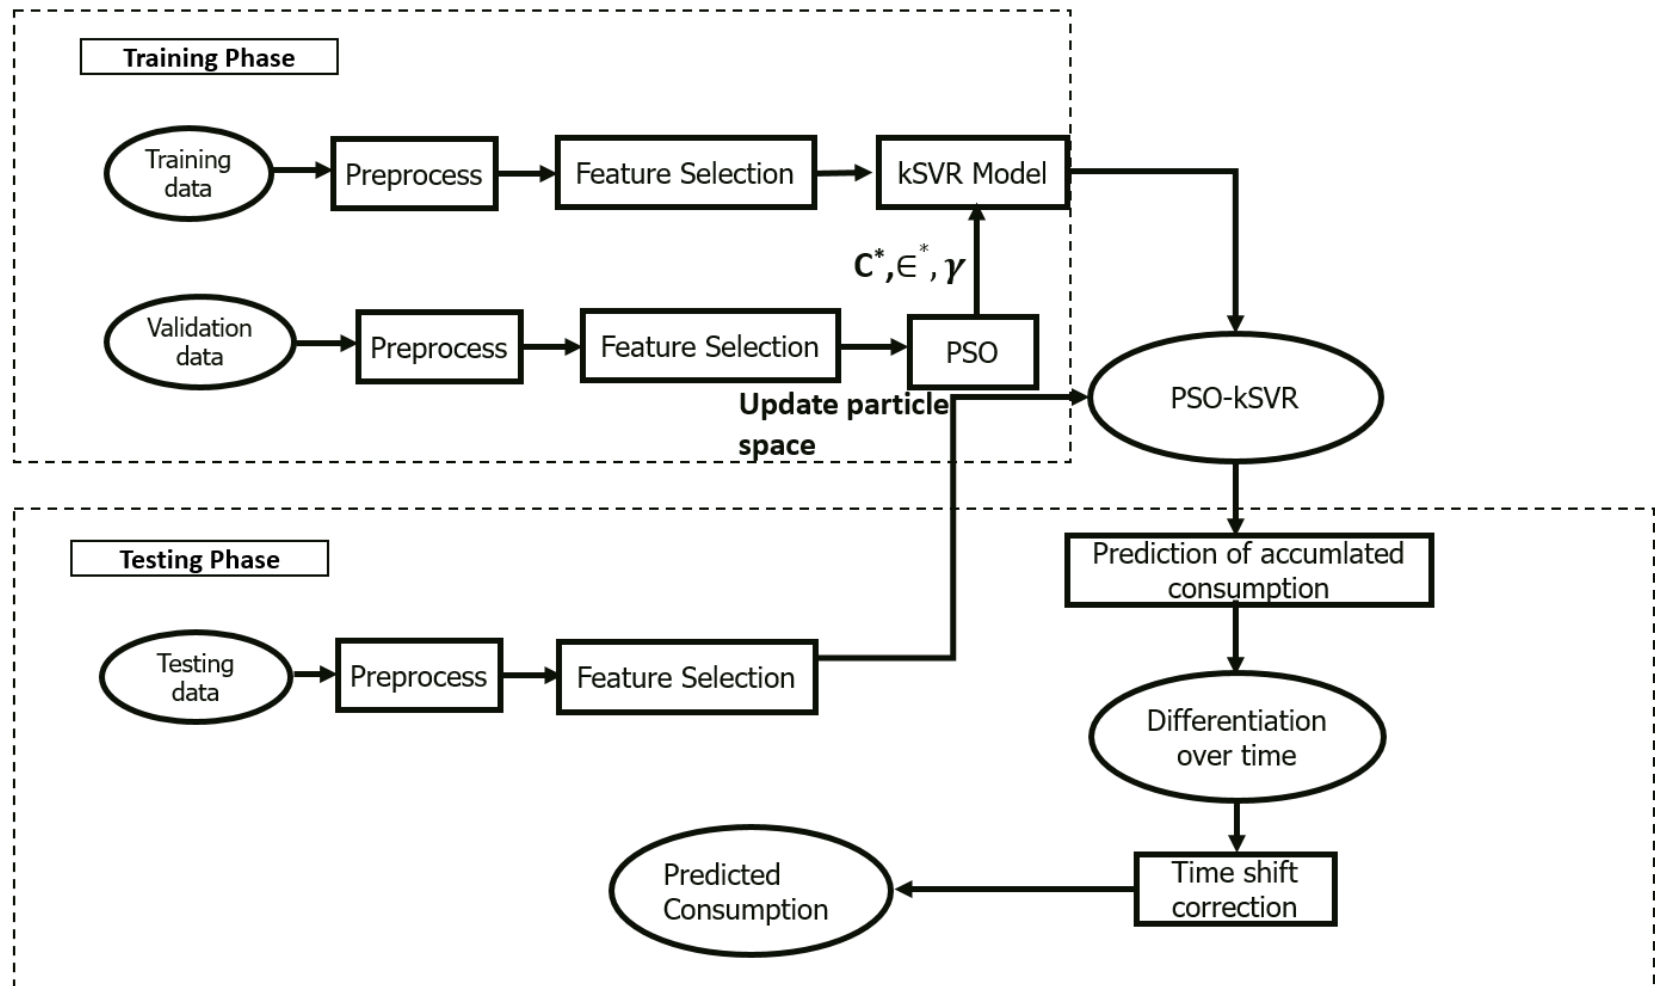 Training Phase
Training
data
Preprocess
Feature Selection
kSVR Model
C*,∈*, γ
Validation
data
Preprocess
Feature Selection
PSO
Update particle
space
PSO-kSVR
Testing Phase
Prediction of accumlated
consumption
Testing
data
Preprocess
Feature Selection
Differentiation
over time
Time shift
correction
Predicted
Consumption